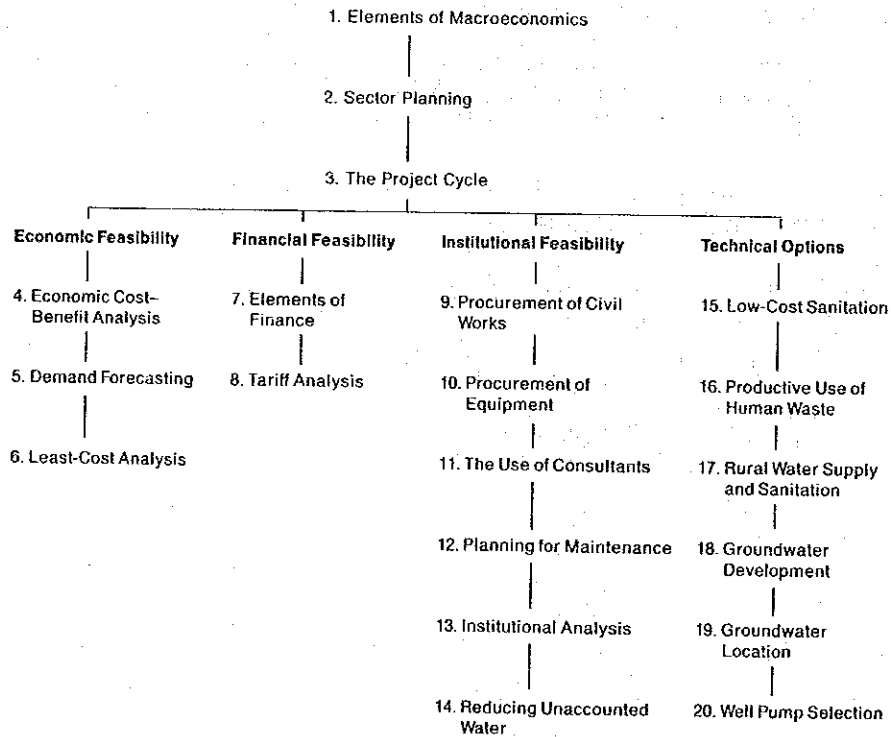 1. Elements of Macroeconomics
2. Sector Planning
3. The Project Cycle
Economic Feasibility
4. Economic Cost–
Benefit Analysis
5. Demand Forecasting
6. Least-Cost Analysis
Financial Feasibility
7. Elements of
Finance
8. Tariff Analysis
Institutional Feasibility
9. Procurement of Civil
Works
10. Procurement of
Equipment
11. The Use of Consultants
12. Planning for Maintenance
13. Institutional Analysis
14. Reducing Unaccounted
Water
Technical Options
15. Low-Cost Sanitation
16. Productive Use of
Human Waste
17. Rural Water Supply
and Sanitation
18. Groundwater
Development
19. Groundwater
Location
20. Well Pump Selection